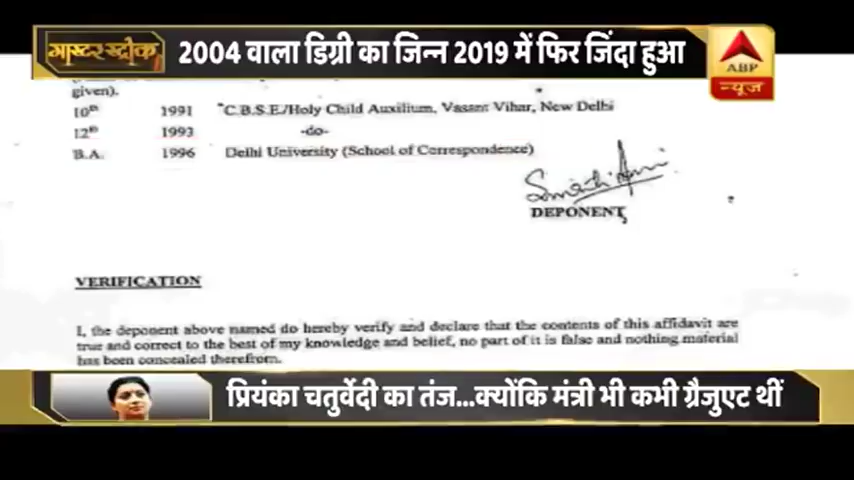 मास्टरस्ट्रोक
2004 वाला डिग्री का जिन्न 2019 में फिर जिंदा हुआ
ABP
न्यूज़
given).
10th 1991 C.B.S.E/Holy Child Auxilium, Vasant Vihar, New Delhi
12th 1993 -do-
B.A. 1996 Delhi University (School of Correspondence)
DEPONENT
VERIFICATION
I, the deponent above named do hereby verify and declare that the contents of this affidavit are
true and correct to the best of my knowledge and belief, no part of it is false and nothing material
has been concealed therefrom.
प्रियंका चतुर्वेदी का तंज...क्योंकि मंत्री भी कभी ग्रैजुएट थीं